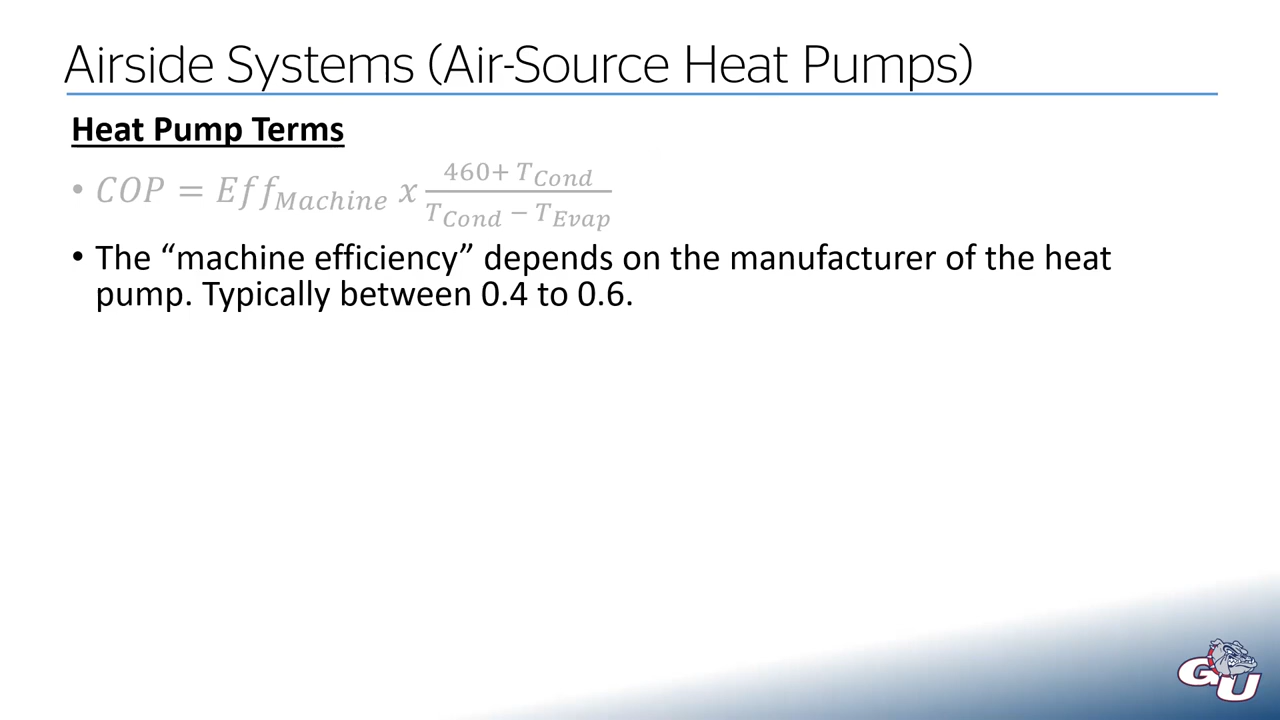 Airside Systems (Air-Source Heat Pumps)
Heat Pump Terms
• COP = Eff_Machine x (460+ T_Cond)/(T_Cond − T_Evap)
• The “machine efficiency” depends on the manufacturer of the heat
pump. Typically between 0.4 to 0.6.
GU